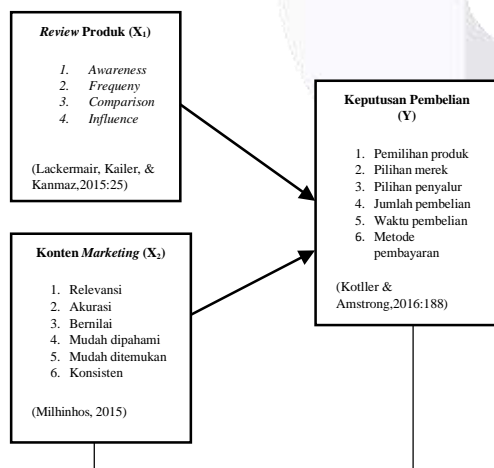 Review Produk (X₁)
1. Awareness
2. Frequeny
3. Comparison
4. Influence
(Lackermair, Kailer, &
Kanmaz,2015:25)
Konten Marketing (X₂)
1. Relevansi
2. Akurasi
3. Bernilai
4. Mudah dipahami
5. Mudah ditemukan
6. Konsisten
(Milhinhos, 2015)
Keputusan Pembelian
(Y)
1. Pemilihan produk
2. Pilihan merek
3. Pilihan penyalur
4. Jumlah pembelian
5. Waktu pembelian
6. Metode
pembayaran
(Kotller &
Amstrong,2016:188)